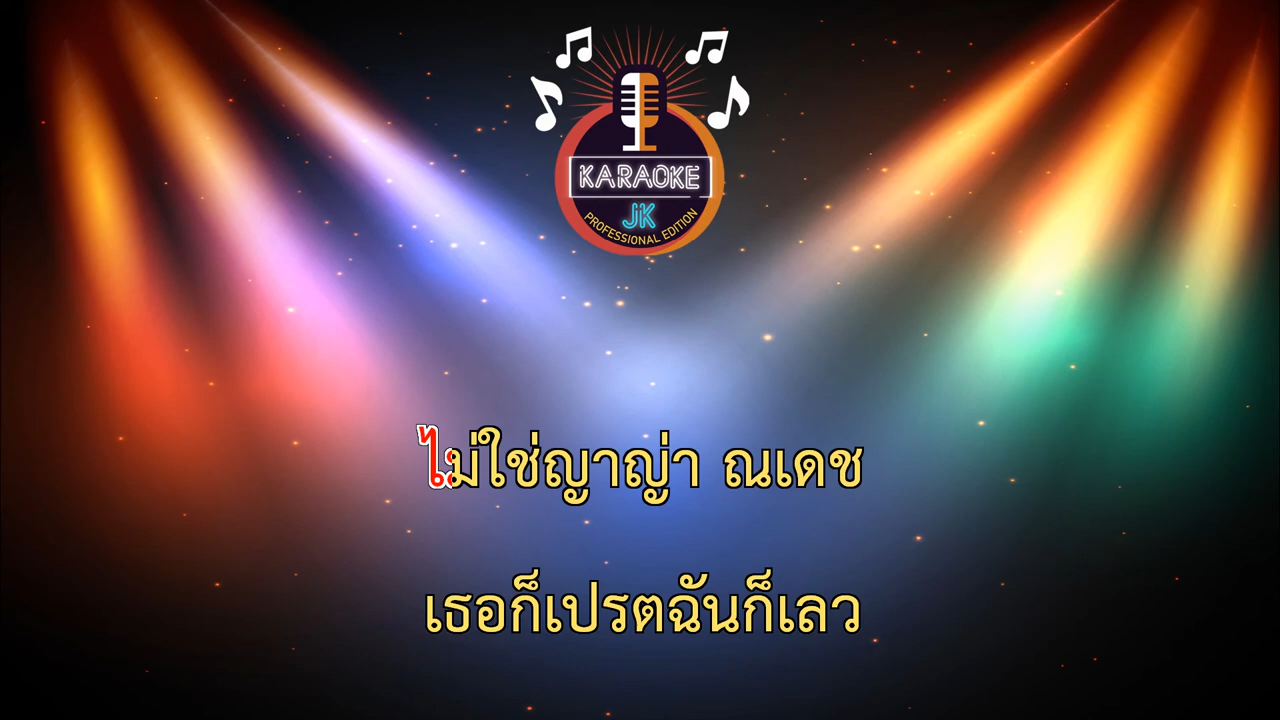 KARAOKE
JK
PROFESSIONAL EDITION
ไม่ใช่ญาญ่า ณเดช
เธอก็เปรตฉันก็เลว